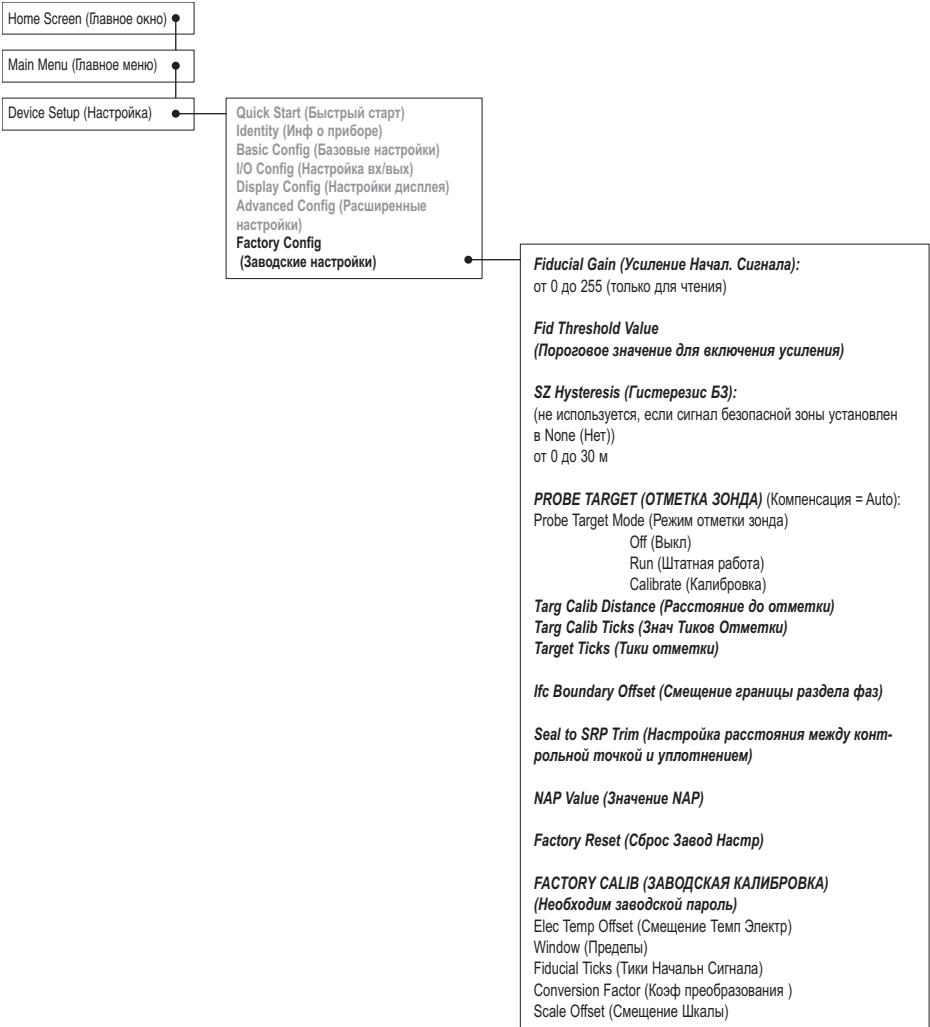 Home Screen (Главное окно)
Main Menu (Главное меню)
Device Setup (Настройка)
Quick Start (Быстрый старт)
Identity (Инф о приборе)
Basic Config (Базовые настройки)
I/O Config (Настройка вх/вых)
Display Config (Настройки дисплея)
Advanced Config (Расширенные
настройки)
Factory Config
(Заводские настройки)
Fiducial Gain (Усиление Начал. Сигнала):
от 0 до 255 (только для чтения)
Fid Threshold Value
(Пороговое значение для включения усиления)
SZ Hysteresis (Гистерезис БЗ):
(не используется, если сигнал безопасной зоны установлен
в None (Нет))
от 0 до 30 м
PROBE TARGET (ОТМЕТКА ЗОНДА) (Компенсация = Auto):
Probe Target Mode (Режим отметки зонда)
Off (Выкл)
Run (Штатная работа)
Calibrate (Калибровка)
Targ Calib Distance (Расстояние до отметки)
Targ Calib Ticks (Знач Тиков Отметки)
Target Ticks (Тики отметки)
Ifc Boundary Offset (Смещение границы раздела фаз)
Seal to SRP Trim (Настройка расстояния между конт-
рольной точкой и уплотнением)
NAP Value (Значение NAP)
Factory Reset (Сброс Завод Настр)
FACTORY CALIB (ЗАВОДСКАЯ КАЛИБРОВКА)
(Необходим заводской пароль)
Elec Temp Offset (Смещение Темп Электр)
Window (Пределы)
Fiducial Ticks (Тики Начальн Сигнала)
Conversion Factor (Коэф преобразования )
Scale Offset (Смещение Шкалы)